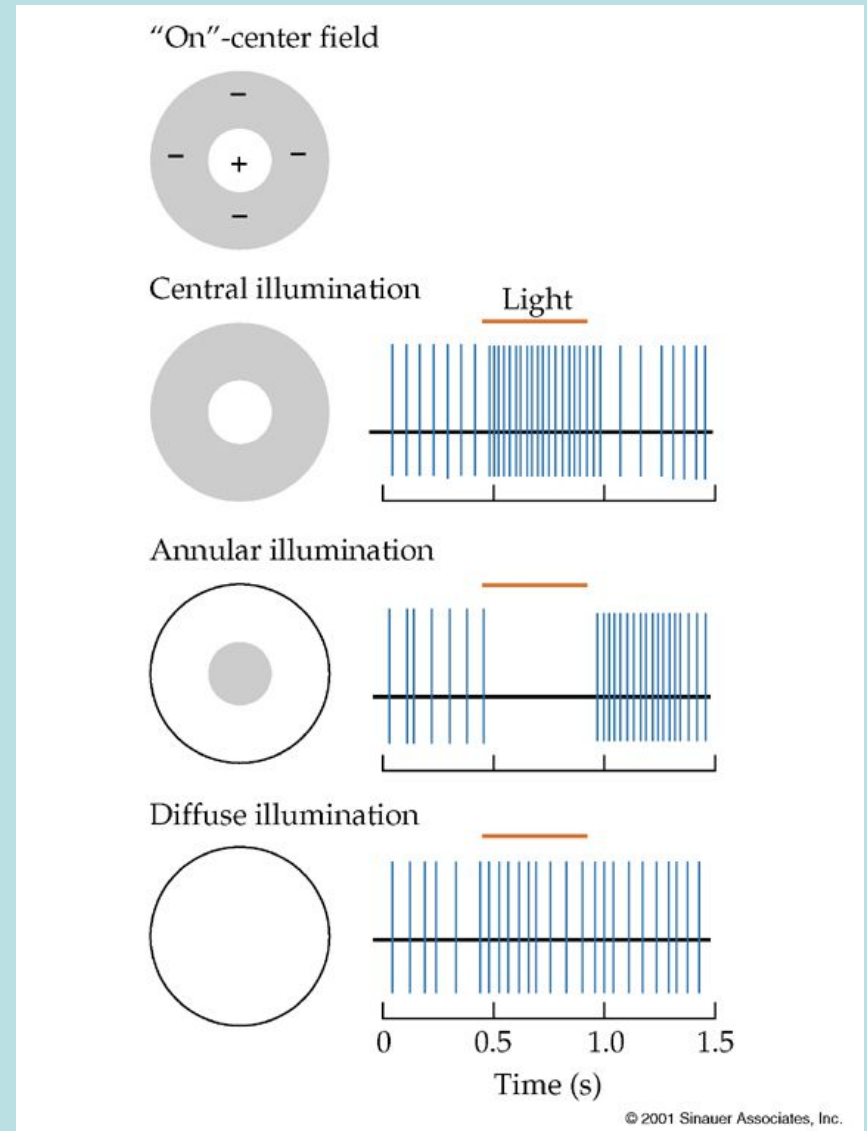 “On”-center field
−
− + −
−
Central illumination
Light
Annular illumination
Diffuse illumination
0 0.5 1.0 1.5
Time (s)
© 2001 Sinauer Associates, Inc.